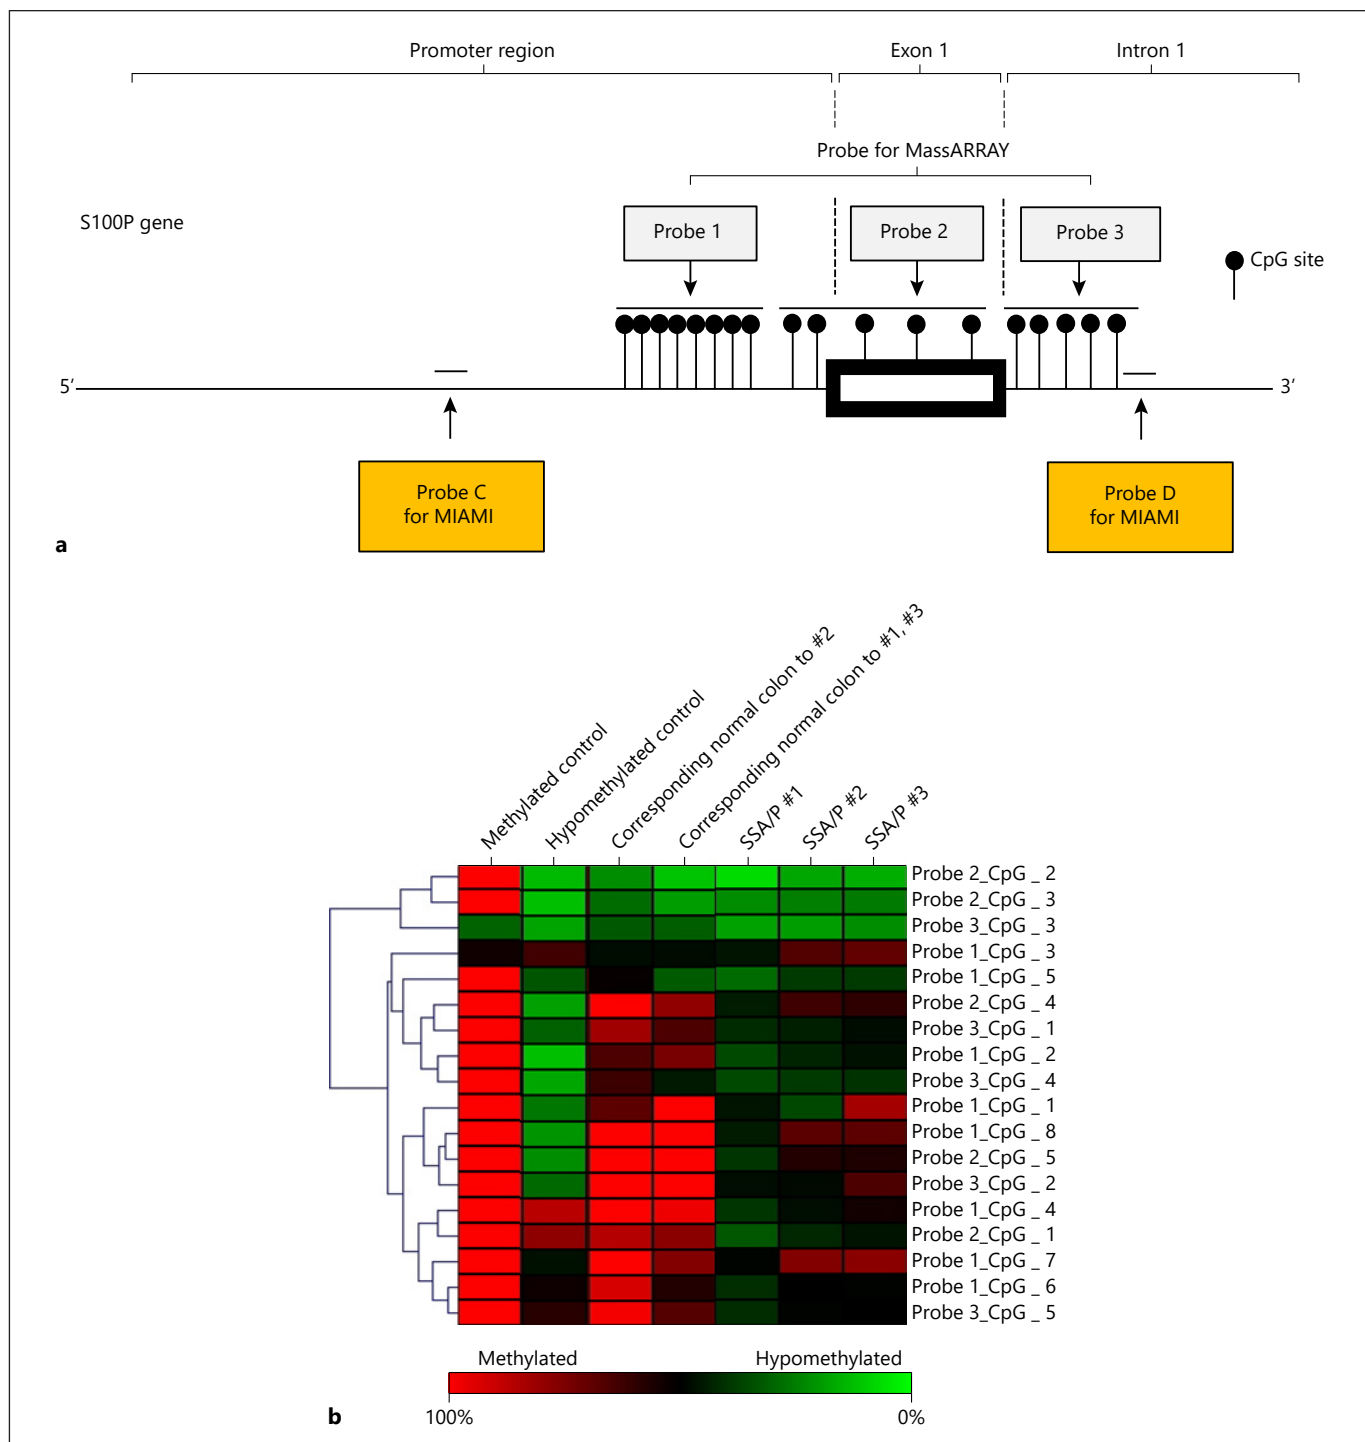 Promoter region Exon 1 Intron 1
Probe for MassARRAY
S100P gene
Probe 1 Probe 2 Probe 3
CpG site
5′ 3′
Probe C
for MIAMI
Probe D
for MIAMI
a
Methylated control
Hypomethylated control
Corresponding normal colon to #2
Corresponding normal colon to #1, #3
SSA/P #1
SSA/P #2
SSA/P #3
Probe 2_CpG _ 2
Probe 2_CpG _ 3
Probe 3_CpG _ 3
Probe 1_CpG _ 3
Probe 1_CpG _ 5
Probe 2_CpG _ 4
Probe 3_CpG _ 1
Probe 1_CpG _ 2
Probe 3_CpG _ 4
Probe 1_CpG _ 1
Probe 1_CpG _ 8
Probe 2_CpG _ 5
Probe 3_CpG _ 2
Probe 1_CpG _ 4
Probe 2_CpG _ 1
Probe 1_CpG _ 7
Probe 1_CpG _ 6
Probe 3_CpG _ 5
Methylated Hypomethylated
b 100% 0%